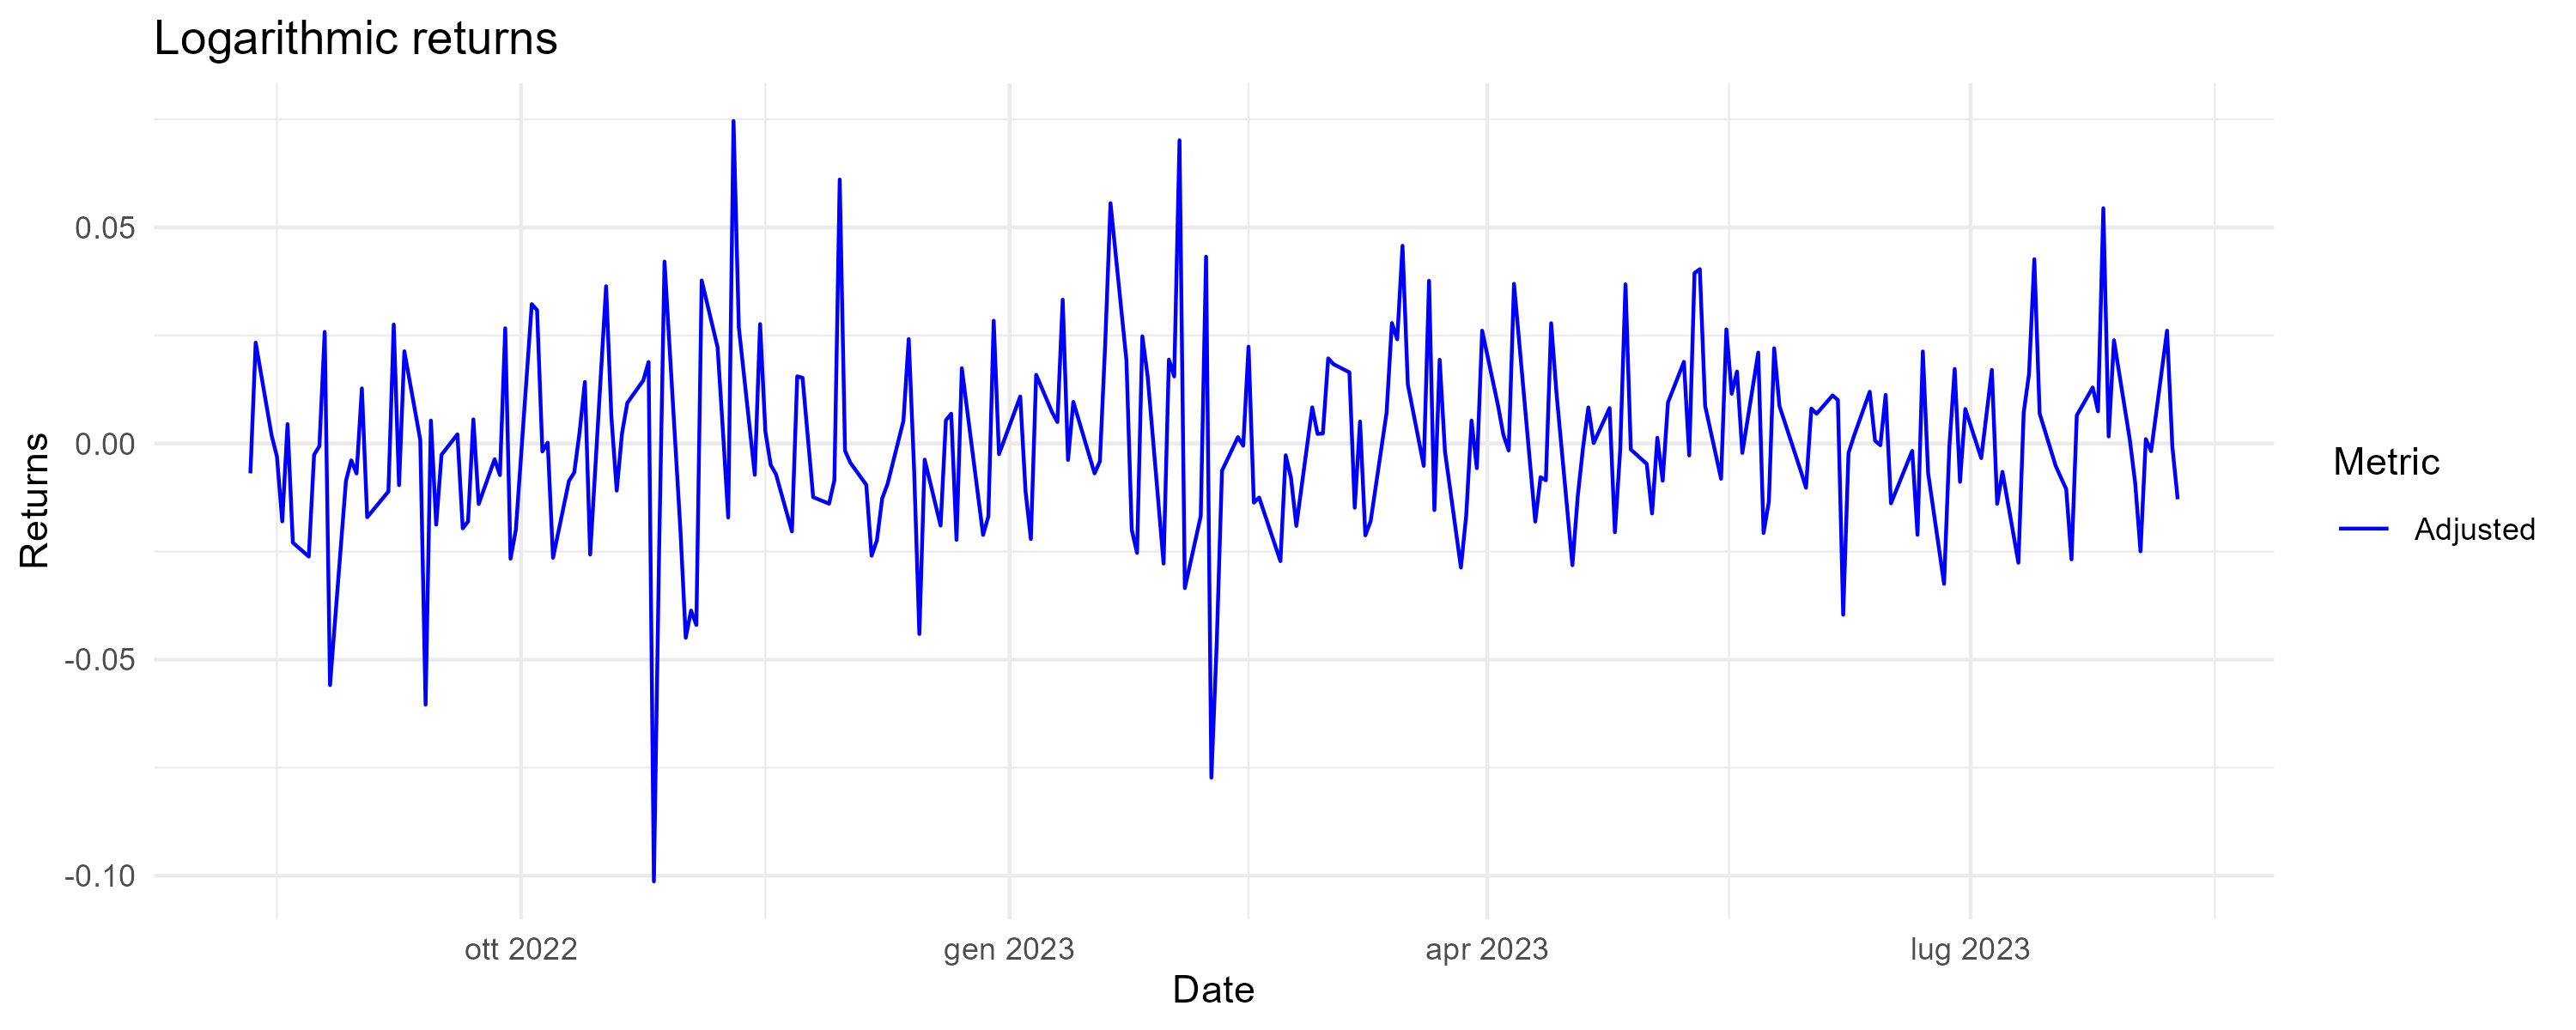 Logarithmic returns
Returns
0.05
0.00
-0.05
-0.10
ott 2022
gen 2023
apr 2023
lug 2023
Date
Metric
Adjusted